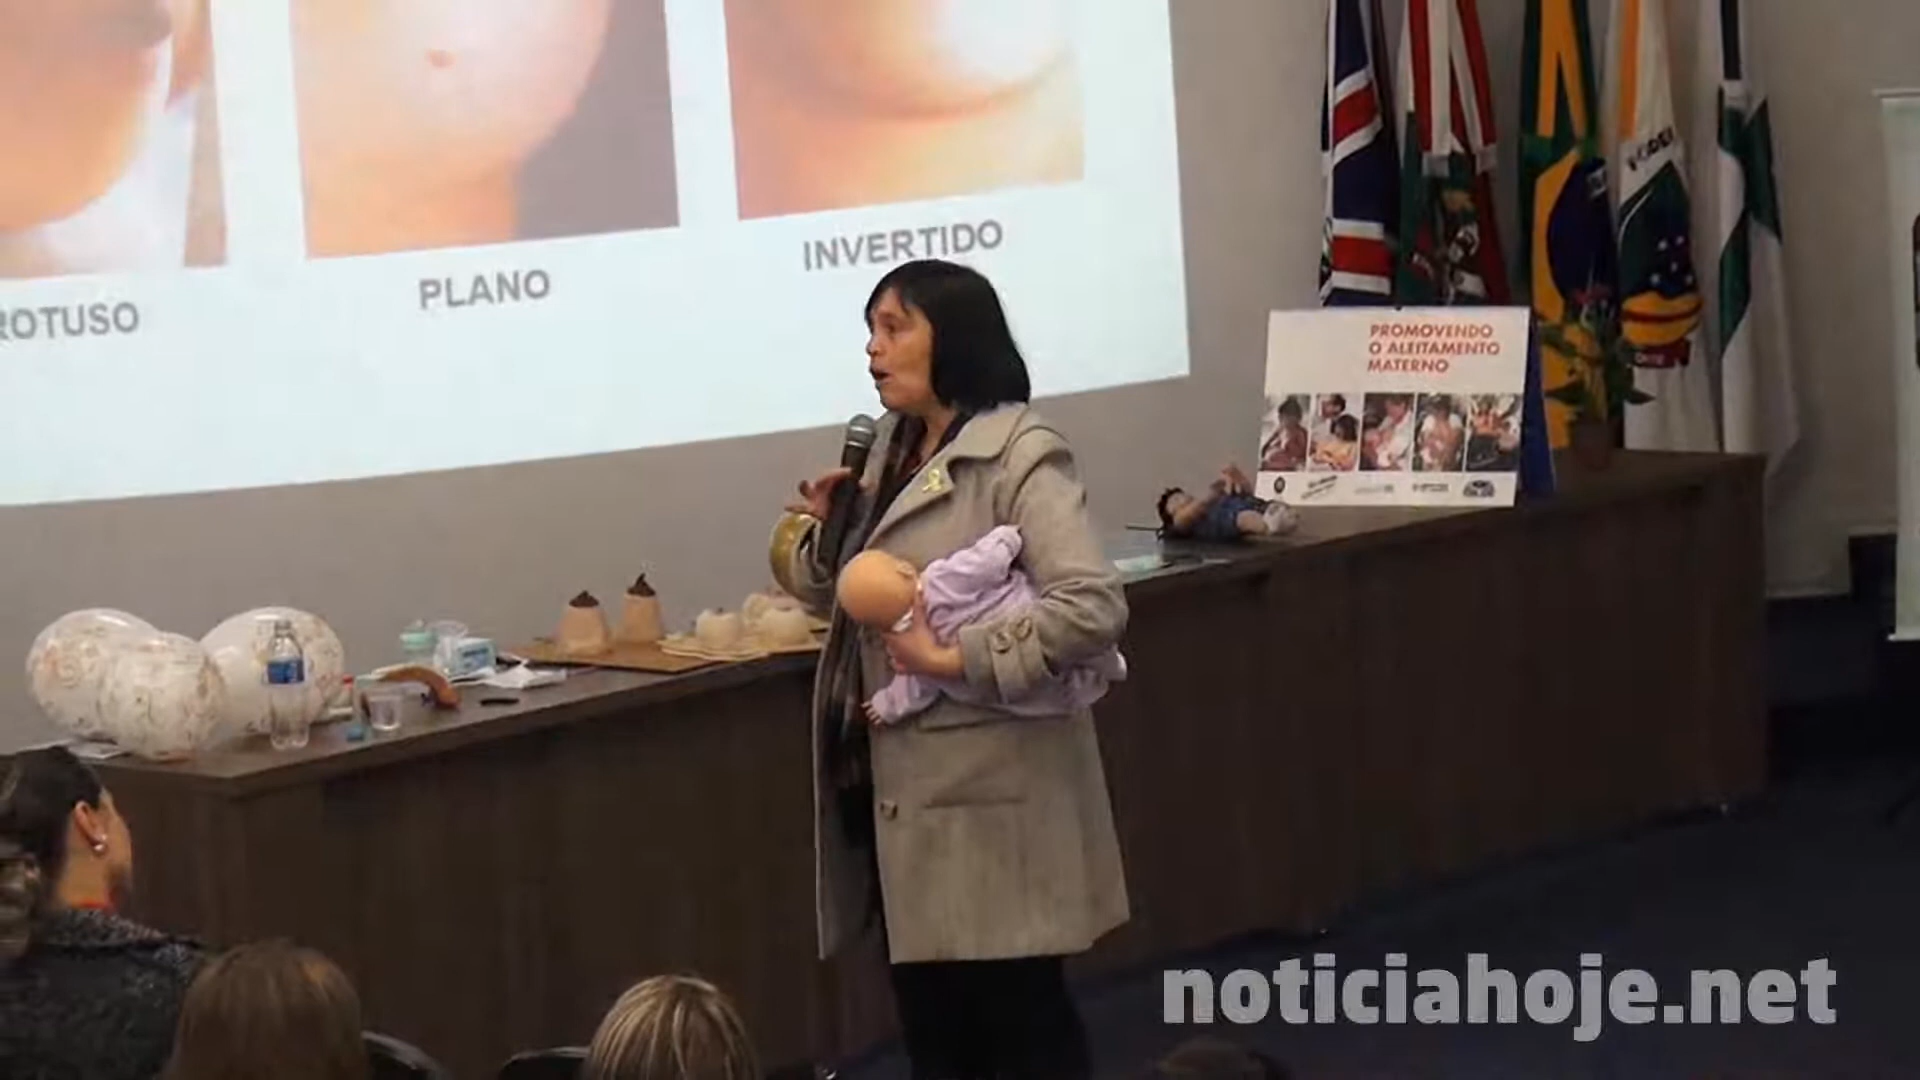 ROTUSO
PLANO
INVERTIDO
PROMOVENDO
O ALEITAMENTO
MATERNO
noticiahoje.net